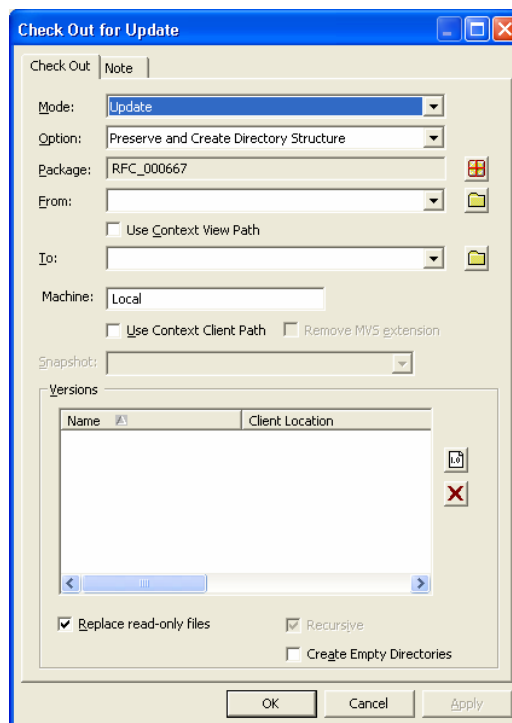 Check Out for Update
Check Out Note
Mode: Update
Option: Preserve and Create Directory Structure
Package: RFC_000667
From:
Use Context View Path
To:
Machine: Local
Use Context Client Path Remove MVS extension
Snapshot:
Versions
Name Client Location
1.0
Replace read-only files Recursive
Create Empty Directories
OK Cancel Apply